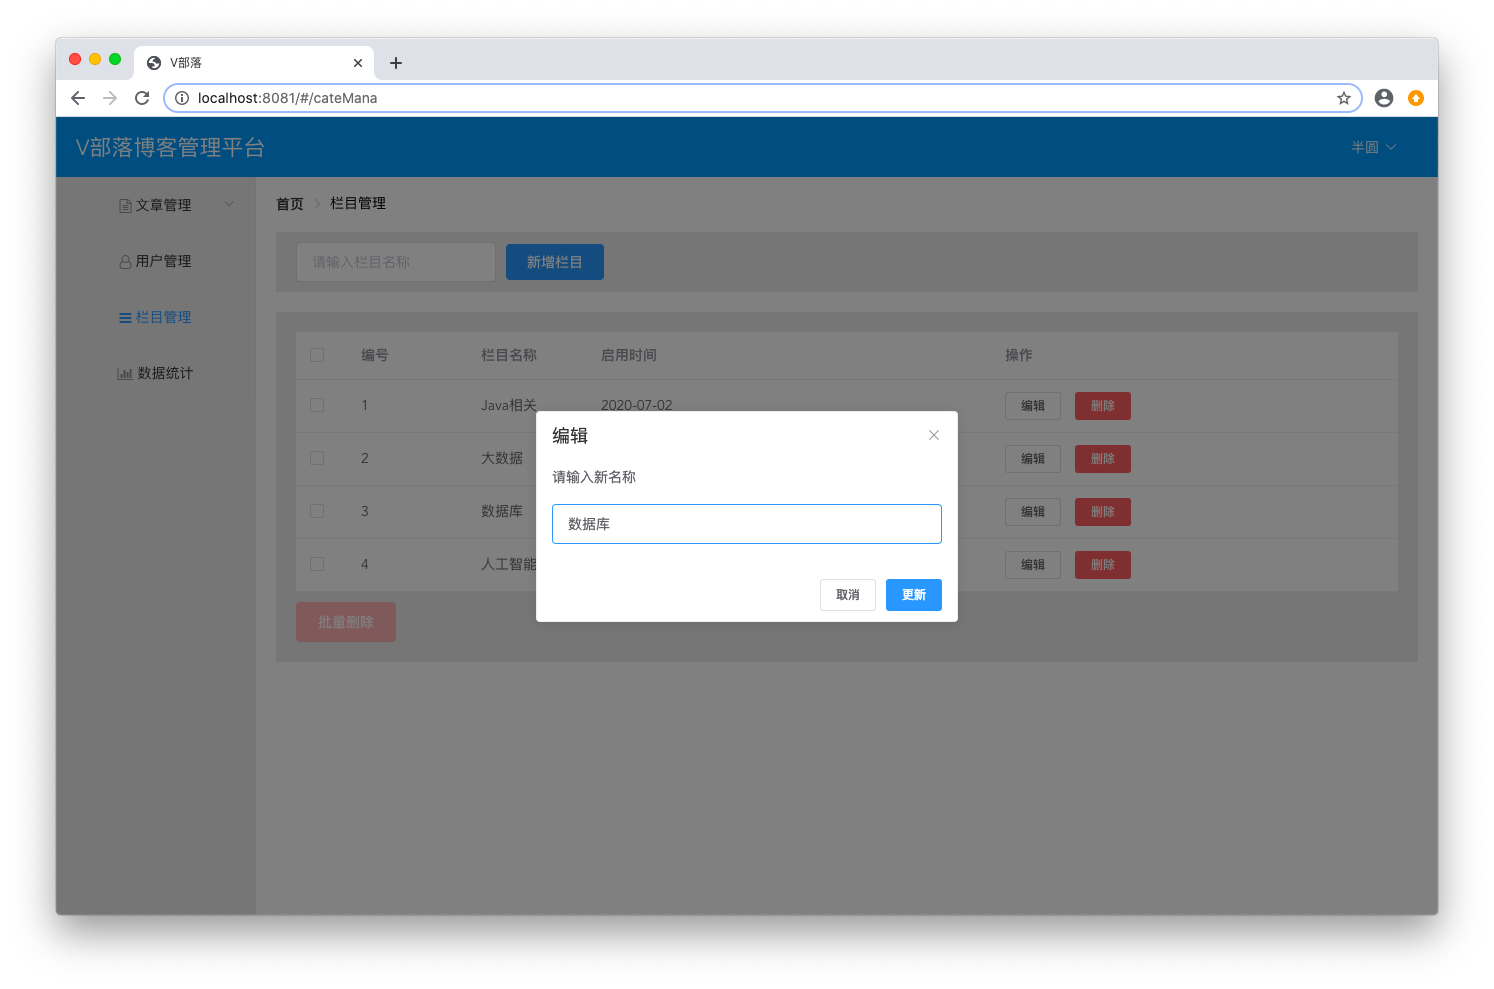 V部落
localhost:8081/#/cateMana
V部落博客管理平台
半圆
文章管理
用户管理
栏目管理
数据统计
首页 栏目管理
请输入栏目名称 新增栏目
编号 栏目名称 启用时间 操作
1 Java相关 2020-07-02 编辑 删除
2 大数据 编辑 删除
3 数据库 编辑 删除
4 人工智能 编辑 删除
批量删除
编辑
请输入新名称
数据库
取消 更新